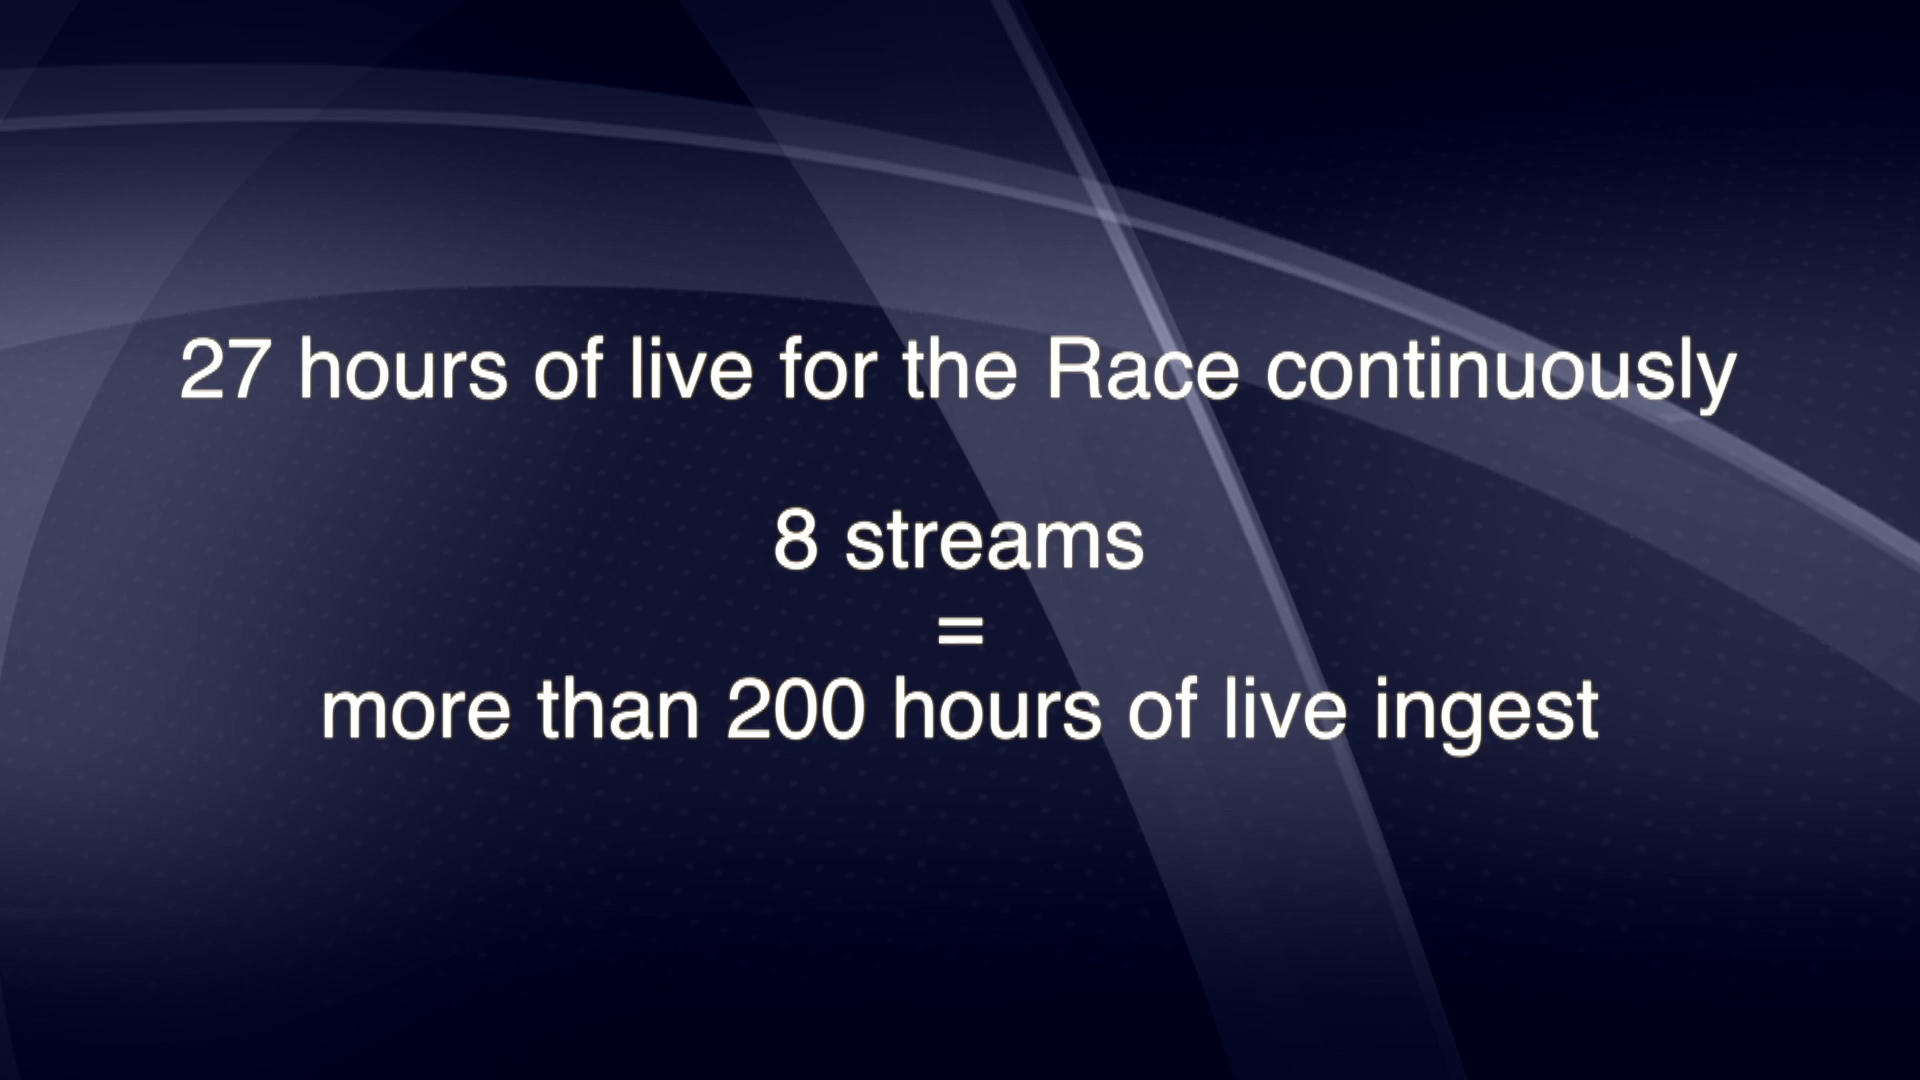 27 hours of live for the Race continuously
8 streams
=
more than 200 hours of live ingest